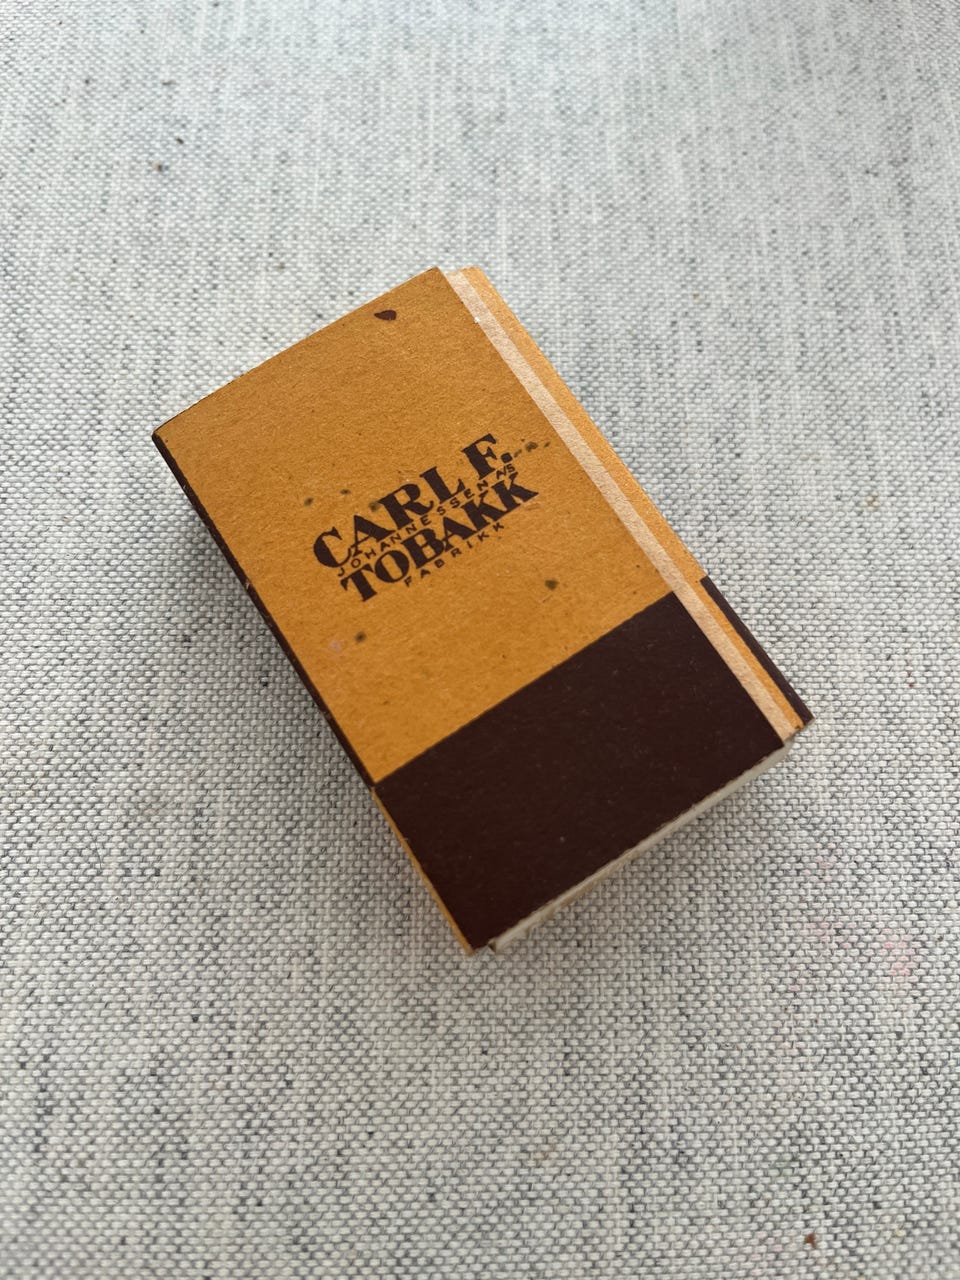 CARL F.
JOHANNESSEN A/S
TOBAKK
FABRIKK